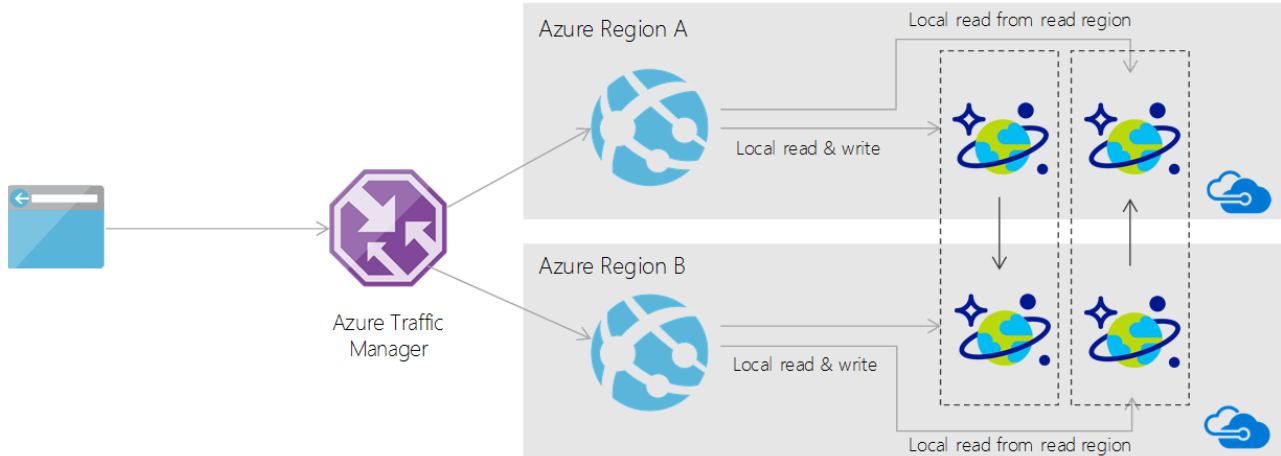 Azure Region A
Local read from read region
Local read & write
Azure Traffic
Manager
Azure Region B
Local read & write
Local read from read region